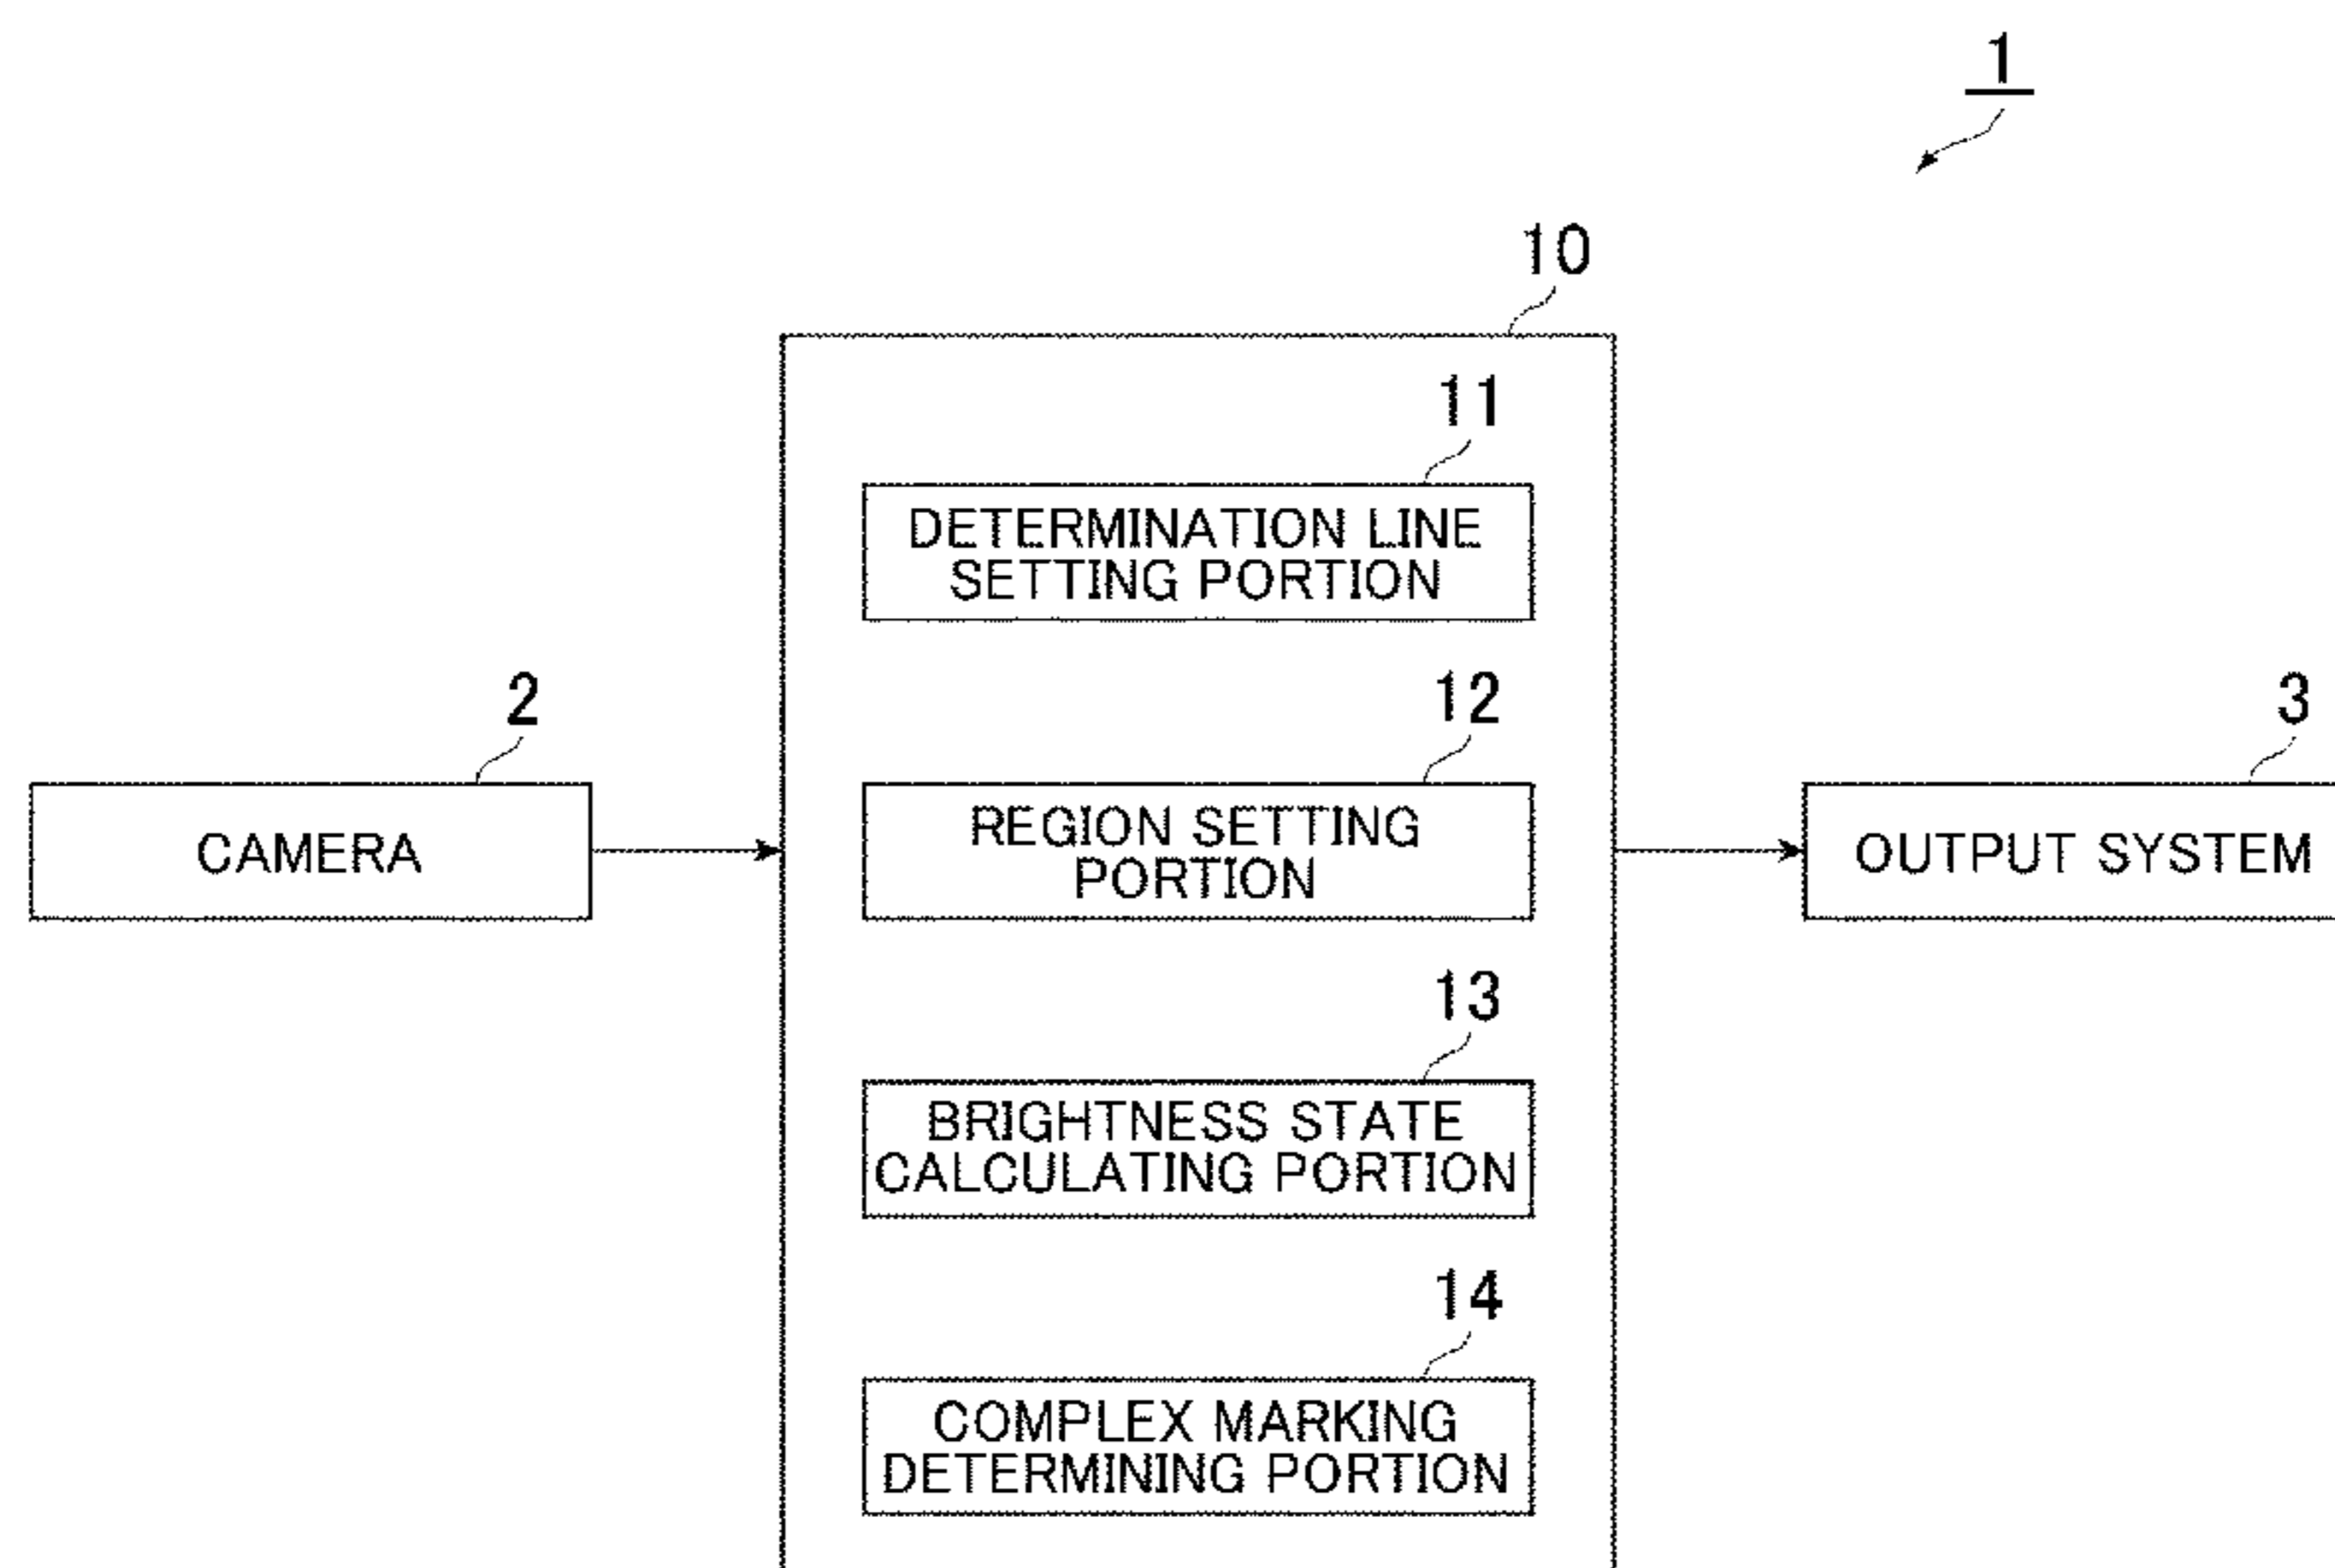 1
10
11
DETERMINATION LINE
SETTING PORTION
2
CAMERA
12
REGION SETTING
PORTION
3
OUTPUT SYSTEM
13
BRIGHTNESS STATE
CALCULATING PORTION
14
COMPLEX MARKING
DETERMINING PORTION